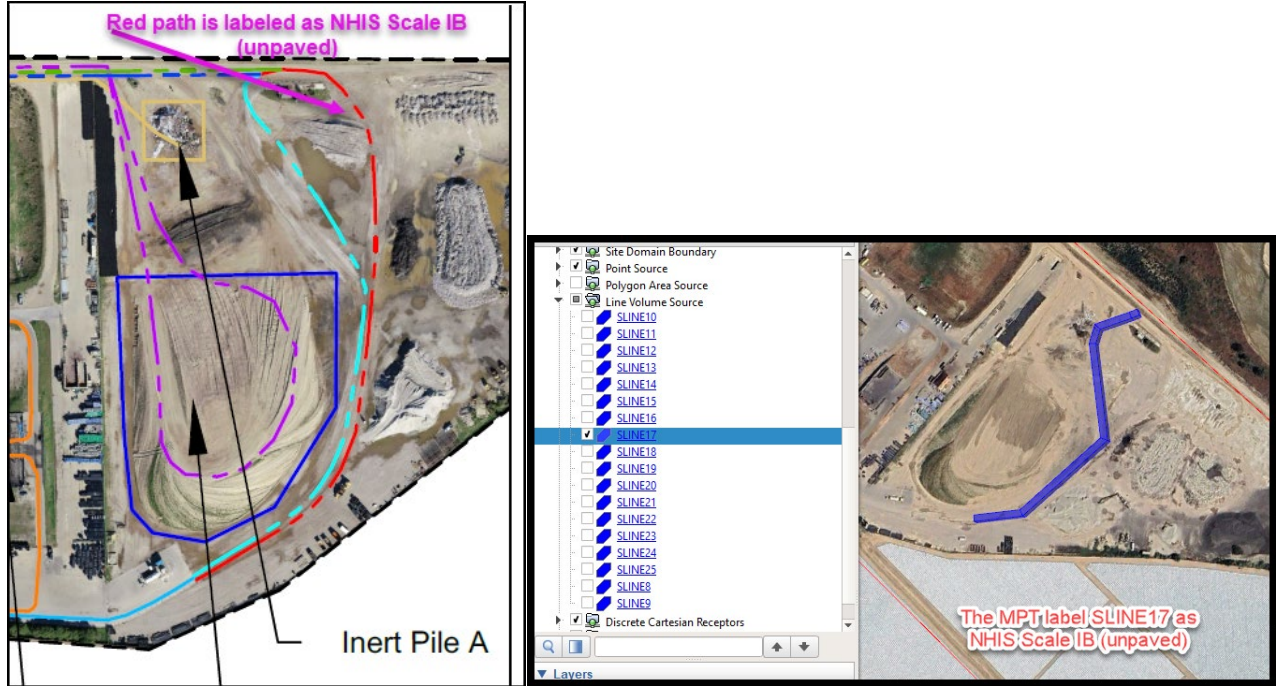 Red path is labeled as NHIS Scale IB
(unpaved)
Inert Pile A
Site Domain Boundary
Point Source
Polygon Area Source
Line Volume Source
SLINE10
SLINE11
SLINE12
SLINE13
SLINE14
SLINE15
SLINE16
SLINE17
SLINE18
SLINE19
SLINE20
SLINE21
SLINE22
SLINE23
SLINE24
SLINE25
SLINE8
SLINE9
Discrete Cartesian Receptors
Layers
The MPT label SLINE17 as
NHIS Scale IB (unpaved)